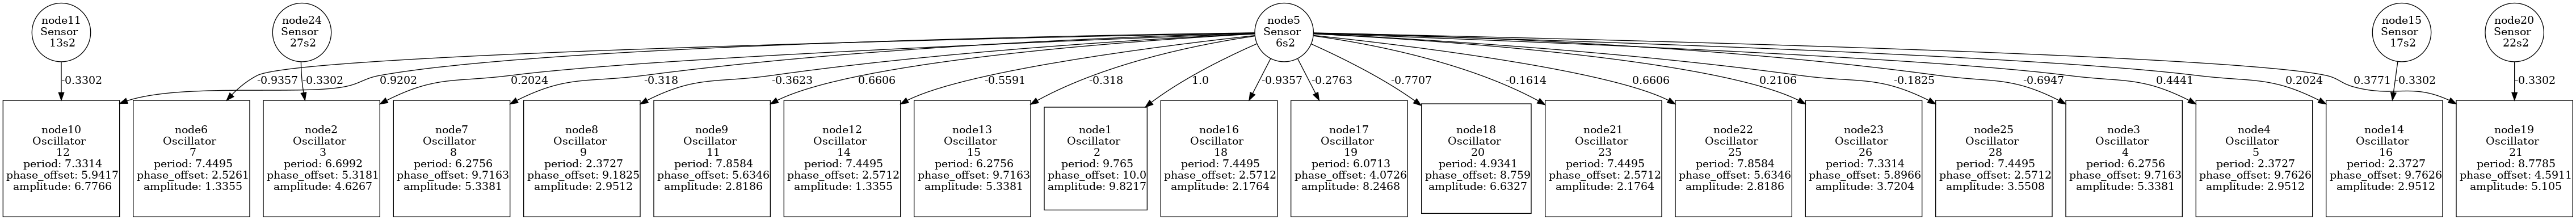 node11
Sensor
13s2
node24
Sensor
27s2
node5
Sensor
6s2
node15
Sensor
17s2
node20
Sensor
22s2
-0.3302
-0.9357
-0.3302
0.9202
0.2024
-0.318
-0.3623
0.6606
-0.5591
-0.318
1.0
-0.9357
-0.2763
-0.7707
-0.1614
0.6606
0.2106
-0.1825
-0.6947
0.4441
0.2024
0.3771
-0.3302
-0.3302
node10
Oscillator
12
period: 7.3314
phase_offset: 5.9417
amplitude: 6.7766
node6
Oscillator
7
period: 7.4495
phase_offset: 2.5261
amplitude: 1.3355
node2
Oscillator
3
period: 6.6992
phase_offset: 5.3181
amplitude: 4.6267
node7
Oscillator
8
period: 6.2756
phase_offset: 9.7163
amplitude: 5.3381
node8
Oscillator
9
period: 2.3727
phase_offset: 9.1825
amplitude: 2.9512
node9
Oscillator
11
period: 7.8584
phase_offset: 5.6346
amplitude: 2.8186
node12
Oscillator
14
period: 7.4495
phase_offset: 2.5712
amplitude: 1.3355
node13
Oscillator
15
period: 6.2756
phase_offset: 9.7163
amplitude: 5.3381
node1
Oscillator
2
period: 9.765
phase_offset: 10.0
amplitude: 9.8217
node16
Oscillator
18
period: 7.4495
phase_offset: 2.5712
amplitude: 2.1764
node17
Oscillator
19
period: 6.0713
phase_offset: 4.0726
amplitude: 8.2468
node18
Oscillator
20
period: 4.9341
phase_offset: 8.759
amplitude: 6.6327
node21
Oscillator
23
period: 7.4495
phase_offset: 2.5712
amplitude: 2.1764
node22
Oscillator
25
period: 7.8584
phase_offset: 5.6346
amplitude: 2.8186
node23
Oscillator
26
period: 7.3314
phase_offset: 5.8966
amplitude: 3.7204
node25
Oscillator
28
period: 7.4495
phase_offset: 2.5712
amplitude: 3.5508
node3
Oscillator
4
period: 6.2756
phase_offset: 9.7163
amplitude: 5.3381
node4
Oscillator
5
period: 2.3727
phase_offset: 9.7626
amplitude: 2.9512
node14
Oscillator
16
period: 2.3727
phase_offset: 9.7626
amplitude: 2.9512
node19
Oscillator
21
period: 8.7785
phase_offset: 4.5911
amplitude: 5.105